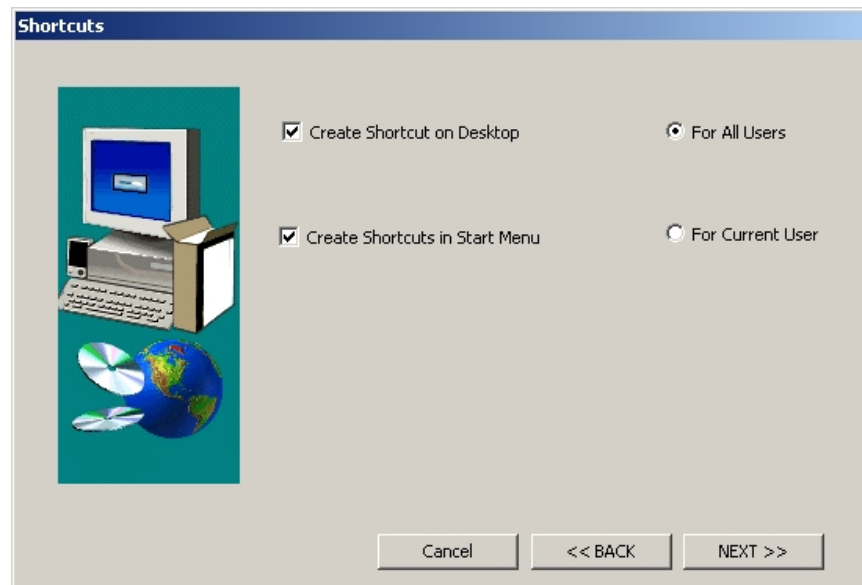 Shortcuts
Create Shortcut on Desktop
For All Users
Create Shortcuts in Start Menu
For Current User
Cancel
<< BACK
NEXT >>